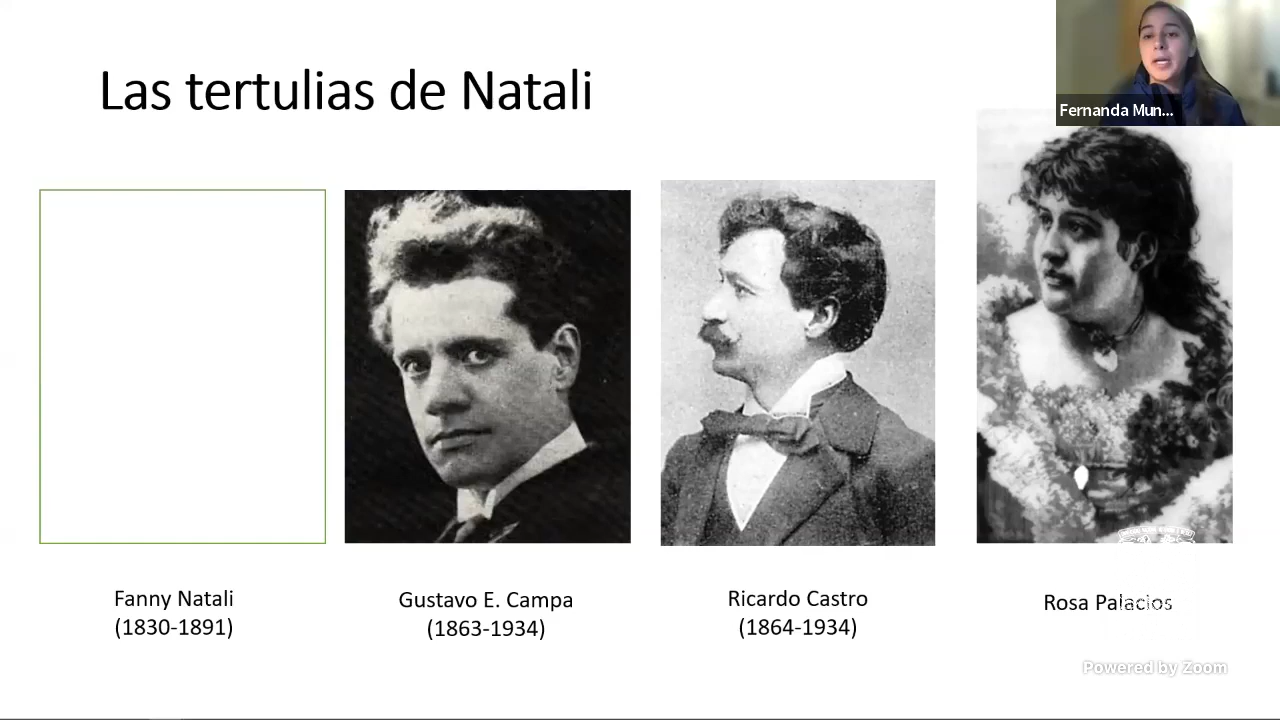 Las tertulias de Natali
Fernanda Mun...
Fanny Natali
(1830-1891)
Gustavo E. Campa
(1863-1934)
Ricardo Castro
(1864-1934)
Rosa Palacios
Powered by Zoom